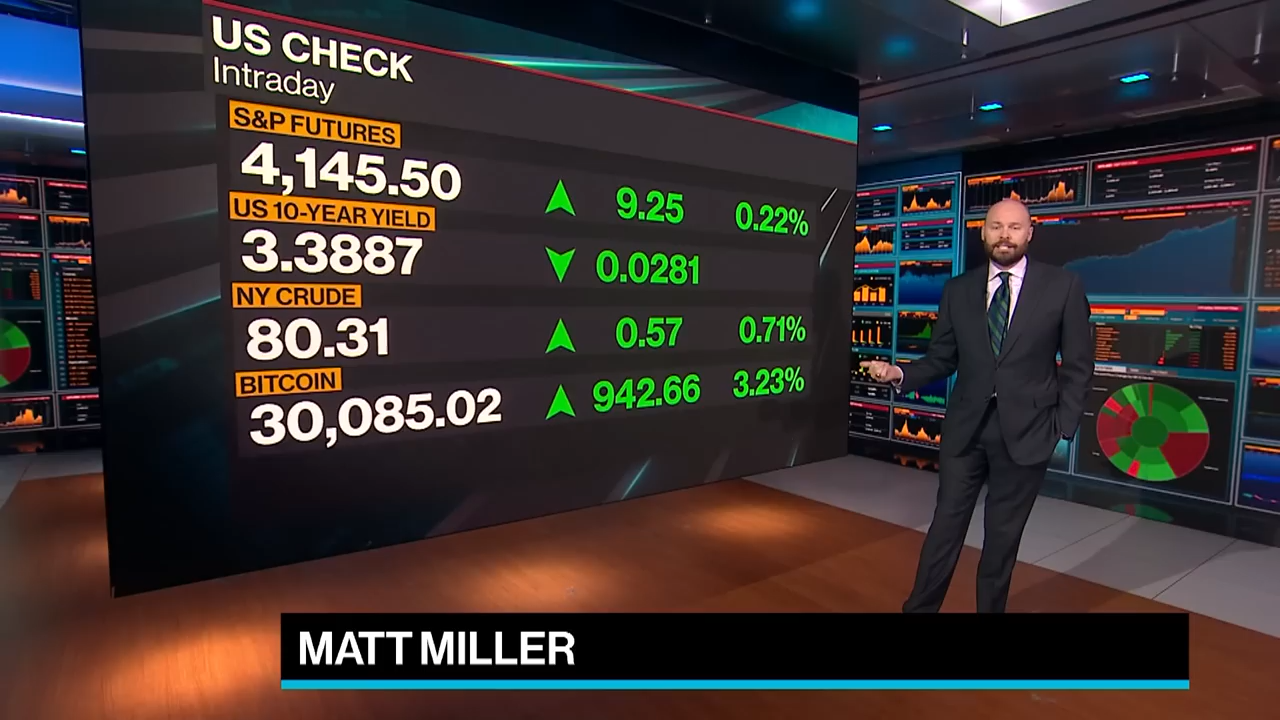 US CHECK
Intraday
S&P FUTURES
4,145.50 9.25 0.22%
US 10-YEAR YIELD
3.3887 0.0281
NY CRUDE
80.31 0.57 0.71%
BITCOIN
30,085.02 942.66 3.23%
MATT MILLER